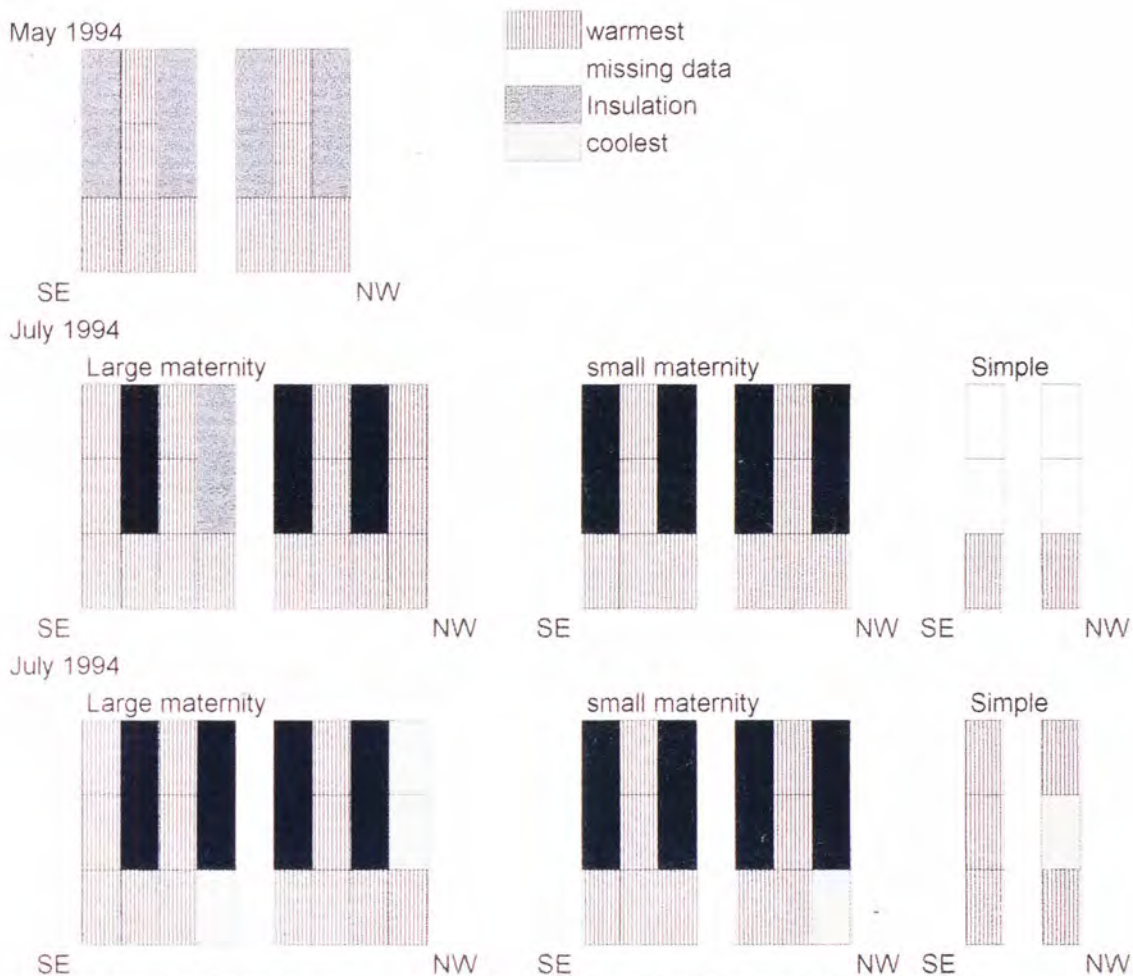 May 1994
warmest
missing data
Insulation
coolest
SE NW
July 1994
Large maternity small maternity Simple
SE NW SE NW SE NW
July 1994
Large maternity small maternity Simple
SE NW SE NW SE NW